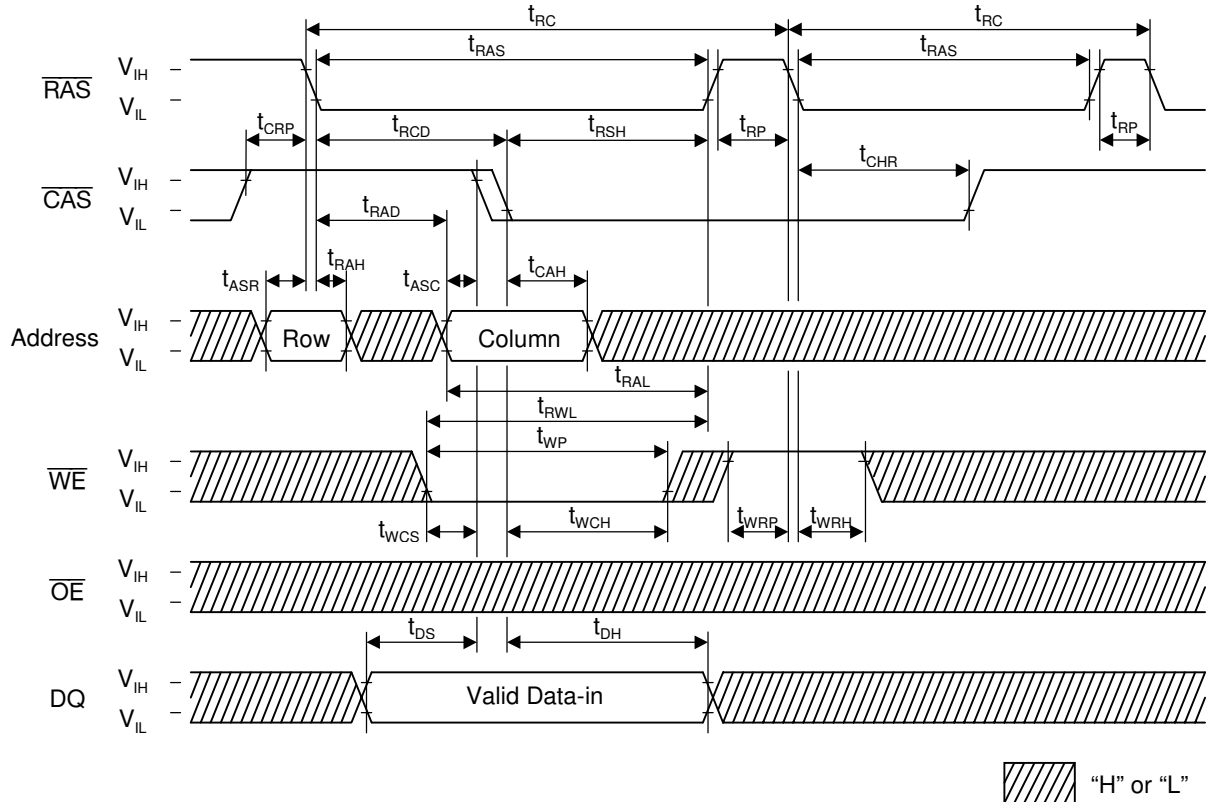 tRC tRC
tRAS tRAS
RAS VIH
VIL
tCRP tRCD tRSH tRP tRP
tCHR
CAS VIH
VIL
tRAD
tASR tRAH tASC tCAH
Address VIH
VIL
Row Column
tRAL
tRWL
tWP
WE VIH
VIL
tWCS tWCH tWRP tWRH
OE VIH
VIL
tDS tDH
DQ VIH
VIL
Valid Data-in
“H” or “L”